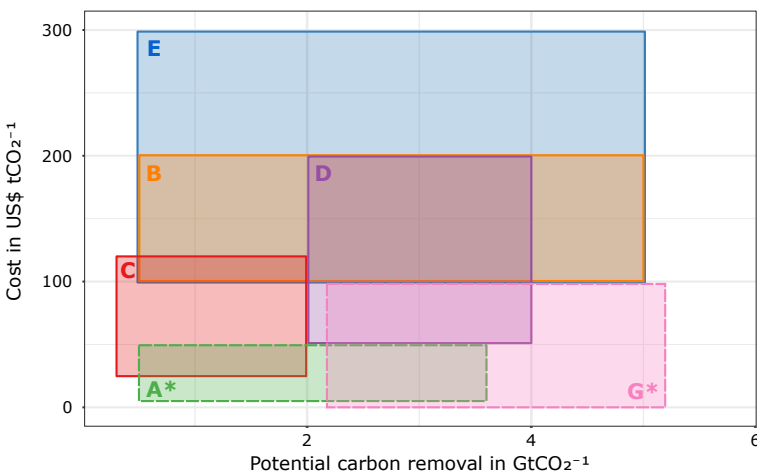 300
E
200
B
D
100
C
A*
G*
0
2
4
6
Cost in US$ tCO₂⁻¹
Potential carbon removal in GtCO₂⁻¹